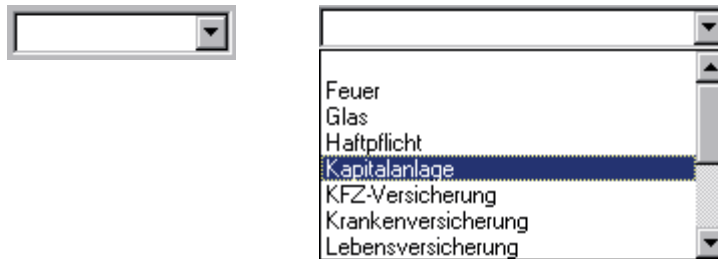 Feuer
Glas
Haftpflicht
Kapitalanlage
KFZ-Versicherung
Krankenversicherung
Lebensversicherung